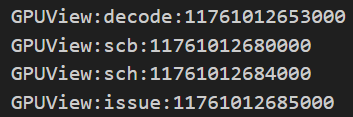 GPUView:decode:11761012653000
GPUView:scb:11761012680000
GPUView:sch:11761012684000
GPUView:issue:11761012685000